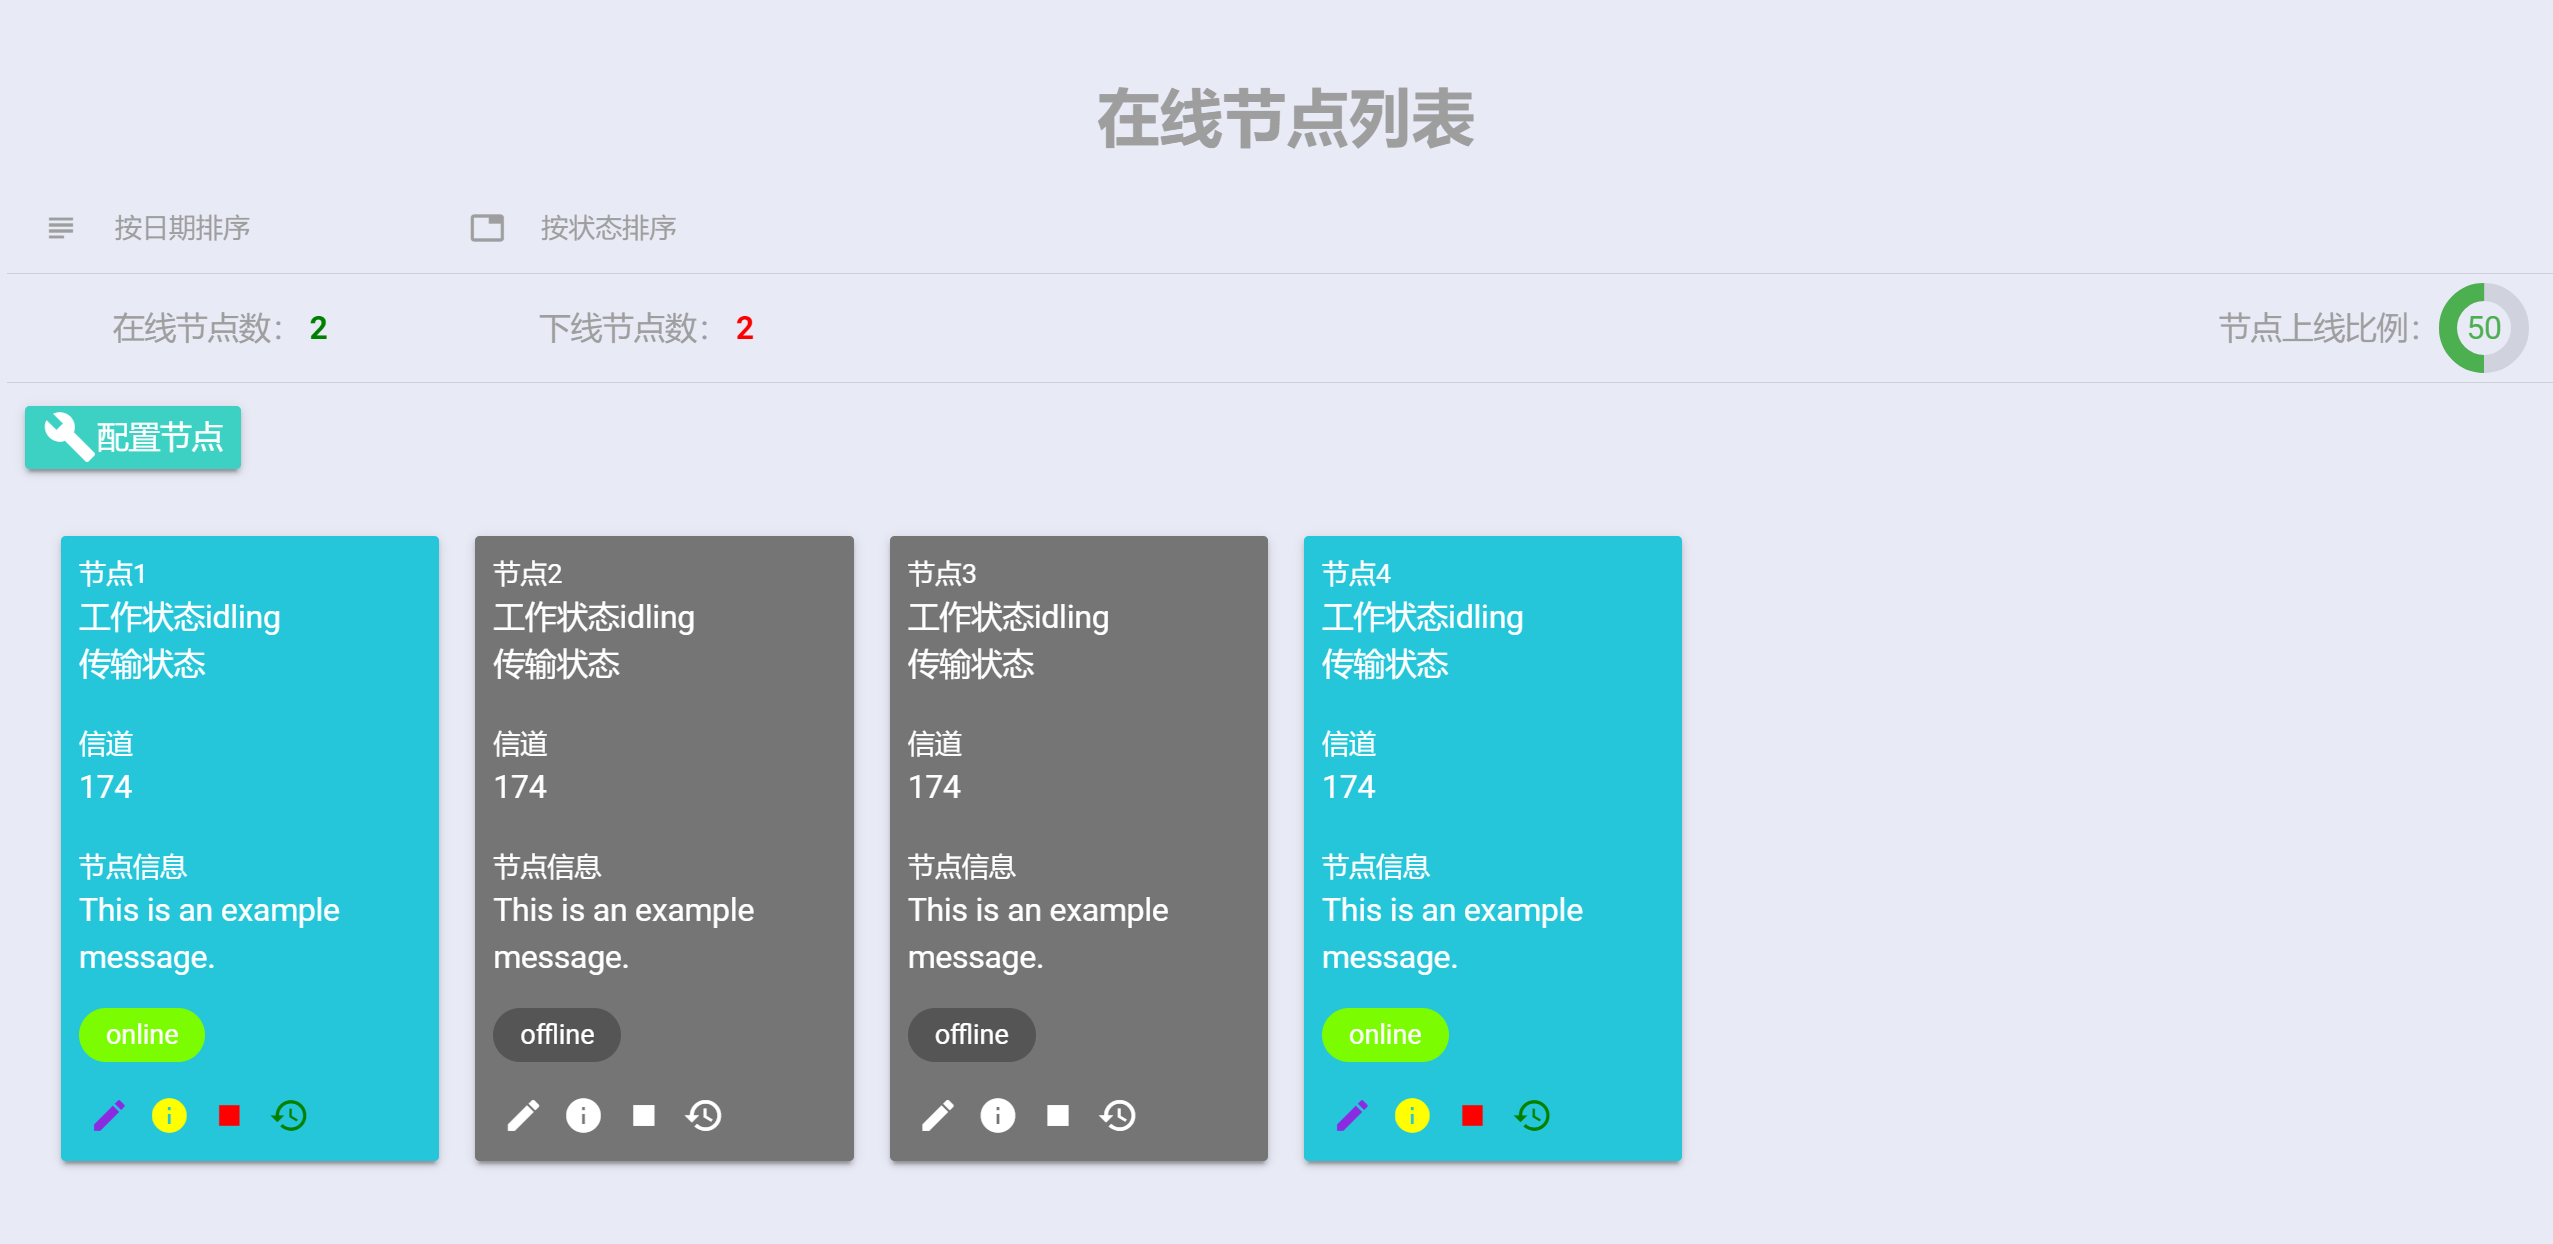 在线节点列表
按日期排序
按状态排序
在线节点数： 2
下线节点数： 2
节点上线比例：
50
配置节点
节点1
工作状态idling
传输状态
信道
174
节点信息
This is an example
message.
online
节点2
工作状态idling
传输状态
信道
174
节点信息
This is an example
message.
offline
节点3
工作状态idling
传输状态
信道
174
节点信息
This is an example
message.
offline
节点4
工作状态idling
传输状态
信道
174
节点信息
This is an example
message.
online